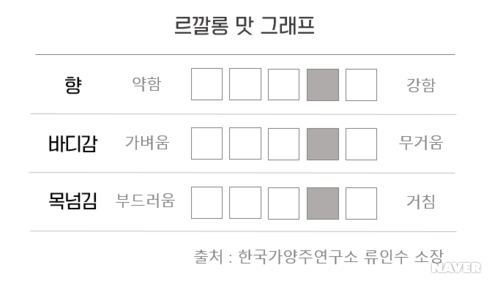 르깔롱 맛 그래프
향 약함 강함
바디감 가벼움 무거움
목넘김 부드러움 거침
출처 : 한국가양주연구소 류인수 소장
NAVER